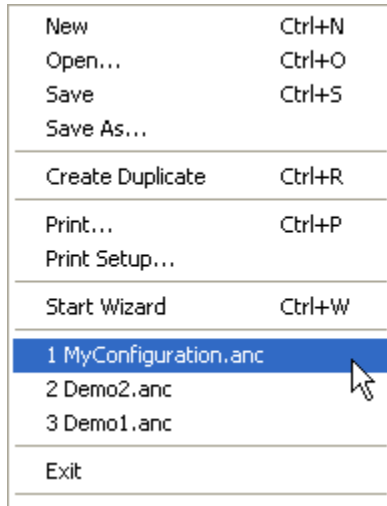 New Ctrl+N
Open... Ctrl+O
Save Ctrl+S
Save As...
Create Duplicate Ctrl+R
Print... Ctrl+P
Print Setup...
Start Wizard Ctrl+W
1 MyConfiguration.anc
2 Demo2.anc
3 Demo1.anc
Exit